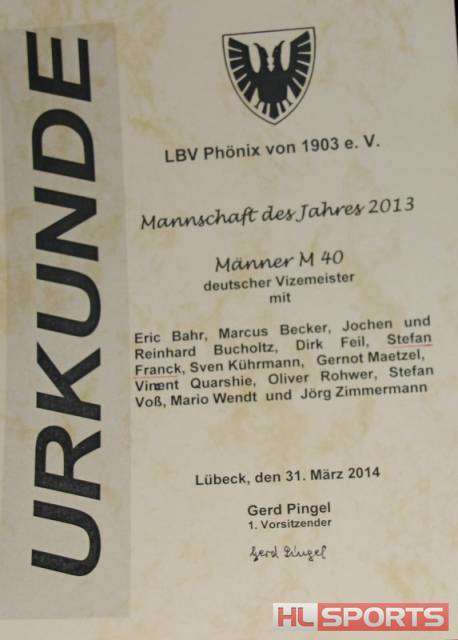 URKUNDE
LBV Phönix von 1903 e. V.
Mannschaft des Jahres 2013
Männer M 40
deutscher Vizemeister
mit
Eric Bahr, Marcus Becker, Jochen und
Reinhard Bucholtz, Dirk Feil, Stefan
Franck, Sven Kührmann, Gernot Maetzel,
Vincent Quarshie, Oliver Rohwer, Stefan
Voß, Mario Wendt und Jörg Zimmermann
Lübeck, den 31. März 2014
Gerd Pingel
1. Vorsitzender
Gerd Pingel
HL SPORTS